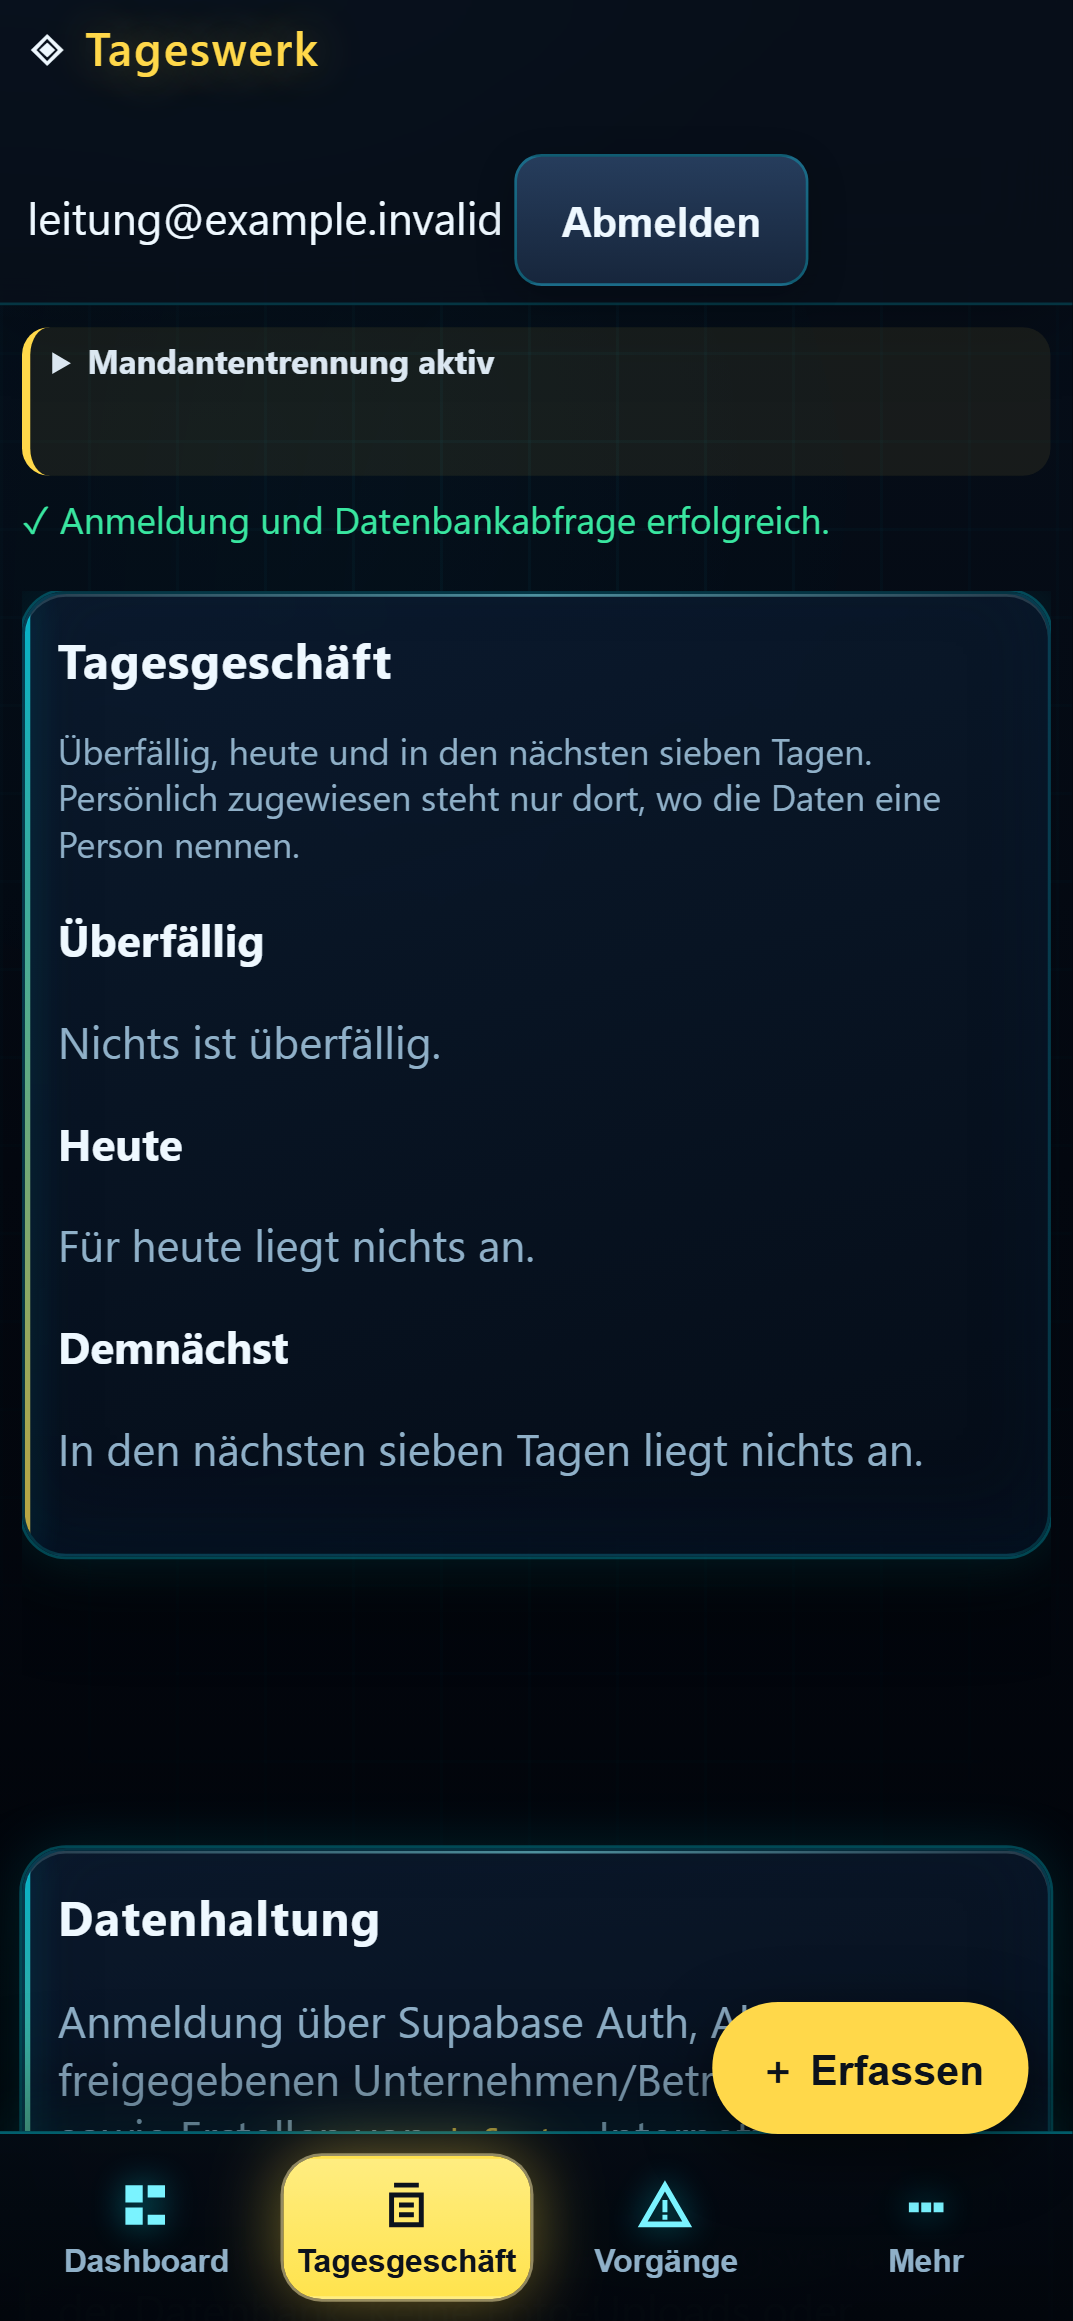 Tageswerk
leitung@example.invalid
Abmelden
Mandantentrennung aktiv
✓ Anmeldung und Datenbankabfrage erfolgreich.
Tagesgeschäft
Überfällig, heute und in den nächsten sieben Tagen.
Persönlich zugewiesen steht nur dort, wo die Daten eine
Person nennen.
Überfällig
Nichts ist überfällig.
Heute
Für heute liegt nichts an.
Demnächst
In den nächsten sieben Tagen liegt nichts an.
Datenhaltung
Anmeldung über Supabase Auth,
freigegebenen
+ Erfassen
Dashboard
Tagesgeschäft
Vorgänge
Mehr